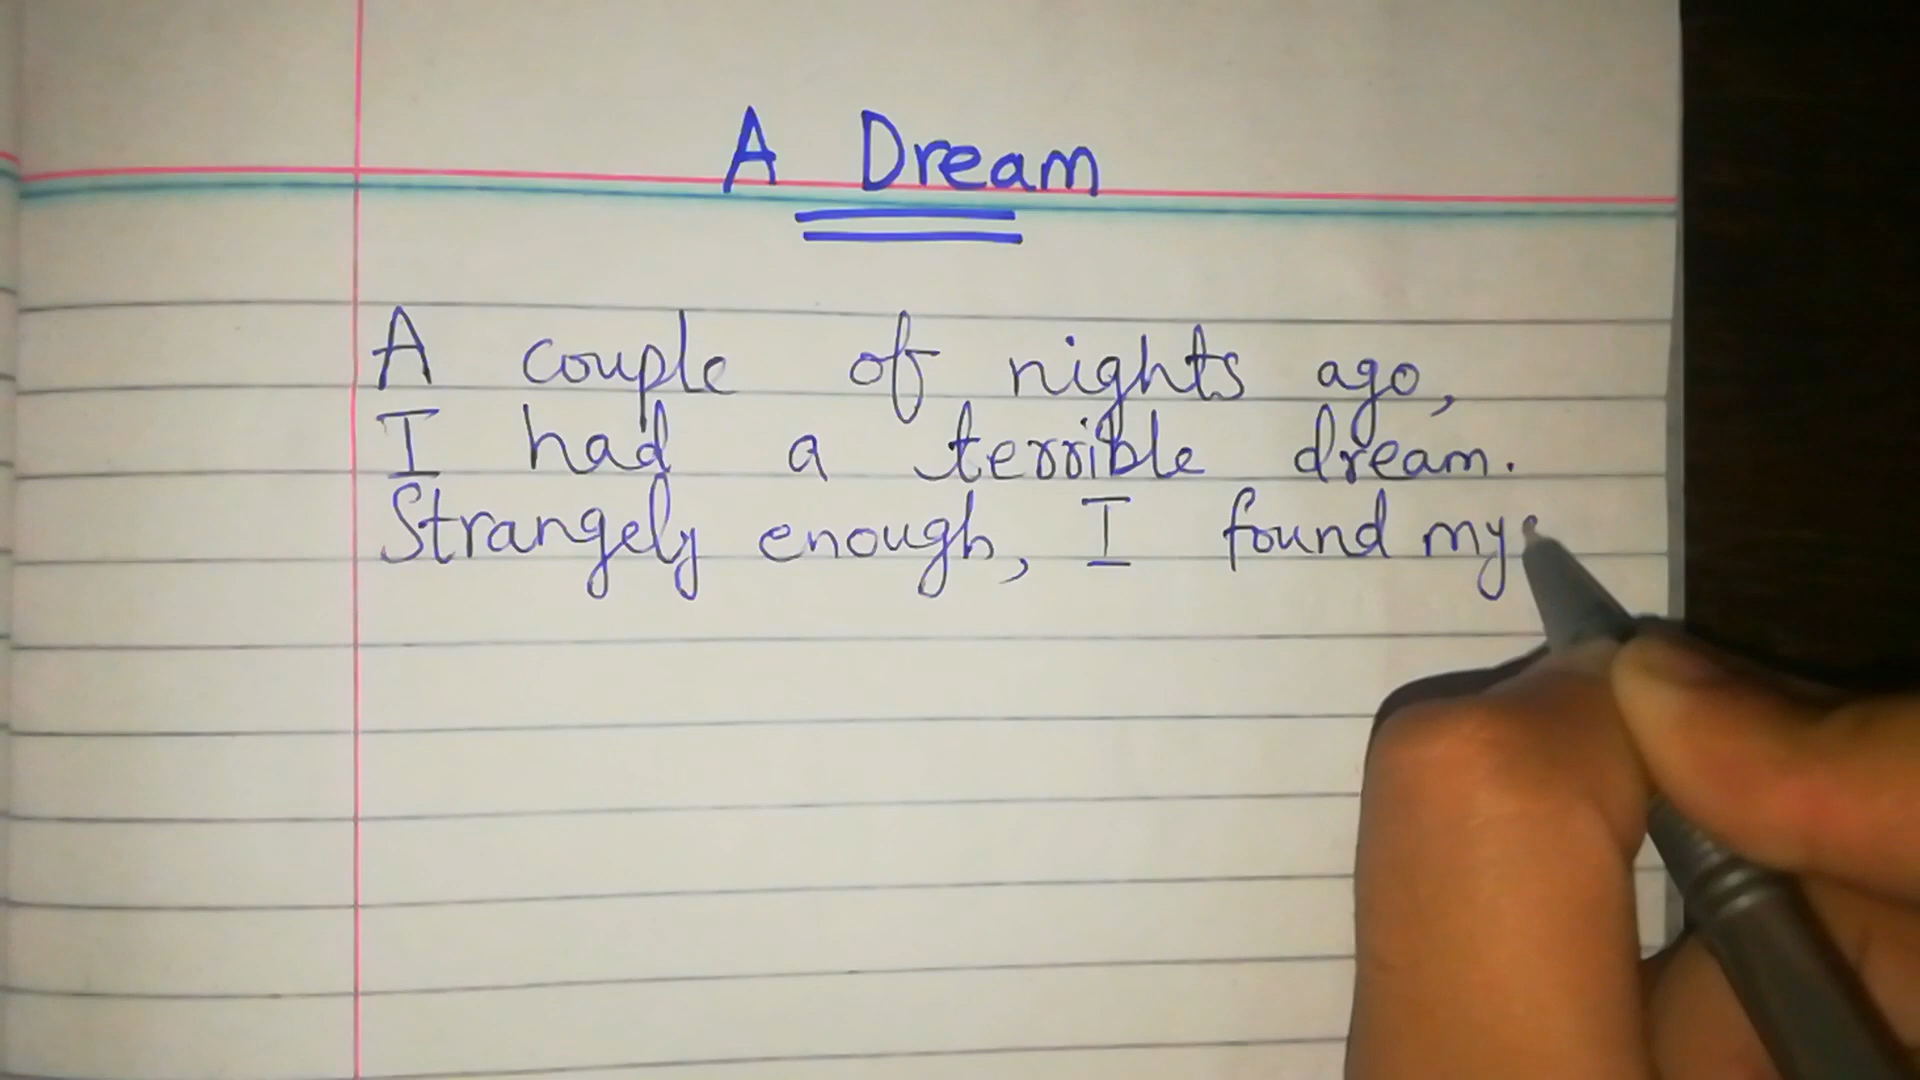 A Dream
A couple of nights ago,
I had a terrible dream.
Strangely enough, I found my